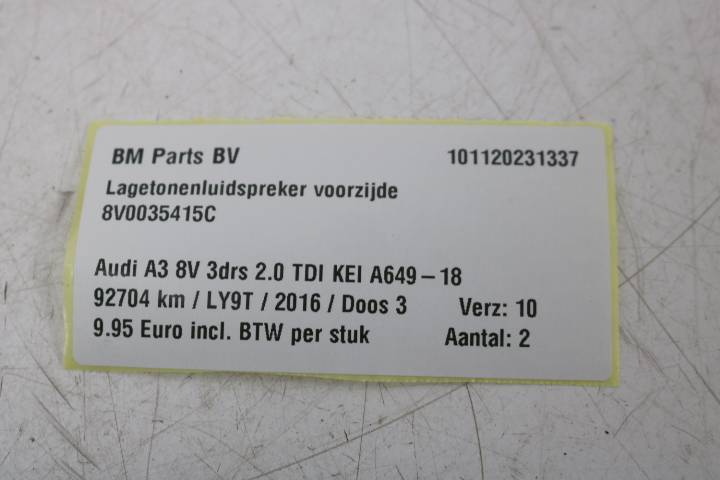 BM Parts BV 101120231337
Lagetonenluidspreker voorzijde
8V0035415C
Audi A3 8V 3drs 2.0 TDI KEI A649-18
92704 km / LY9T / 2016 / Doos 3 Verz: 10
9.95 Euro incl. BTW per stuk Aantal: 2